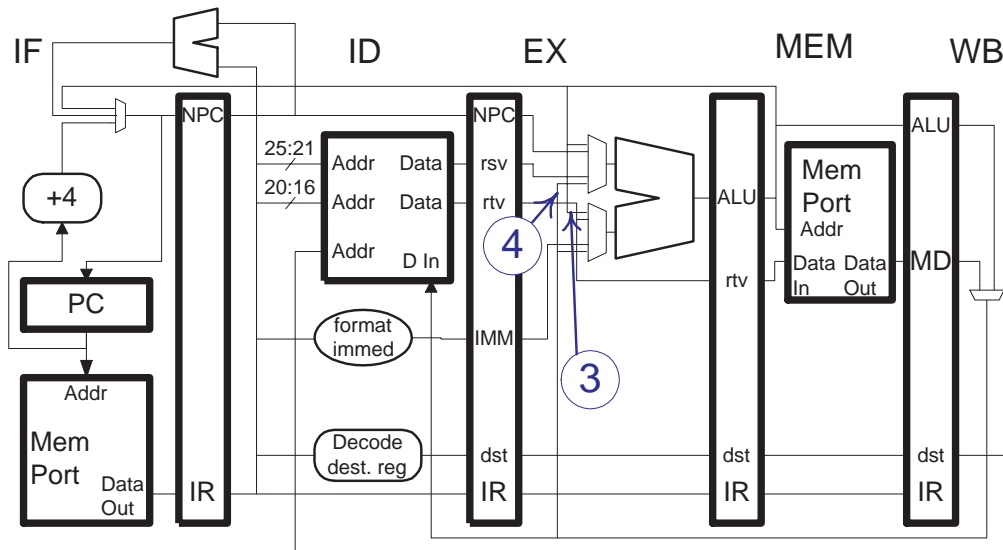 IF
ID
EX
MEM
WB
NPC
25:21
20:16
Addr
Data
Addr
Data
Addr
D In
NPC
rsv
rtv
+4
PC
Addr
Mem
Port
Data
Out
format
immed
IMM
Decode
dest. reg
dst
IR
IR
4
3
ALU
rtv
dst
IR
Mem
Port
Addr
Data
In
Data
Out
ALU
MD
dst
IR